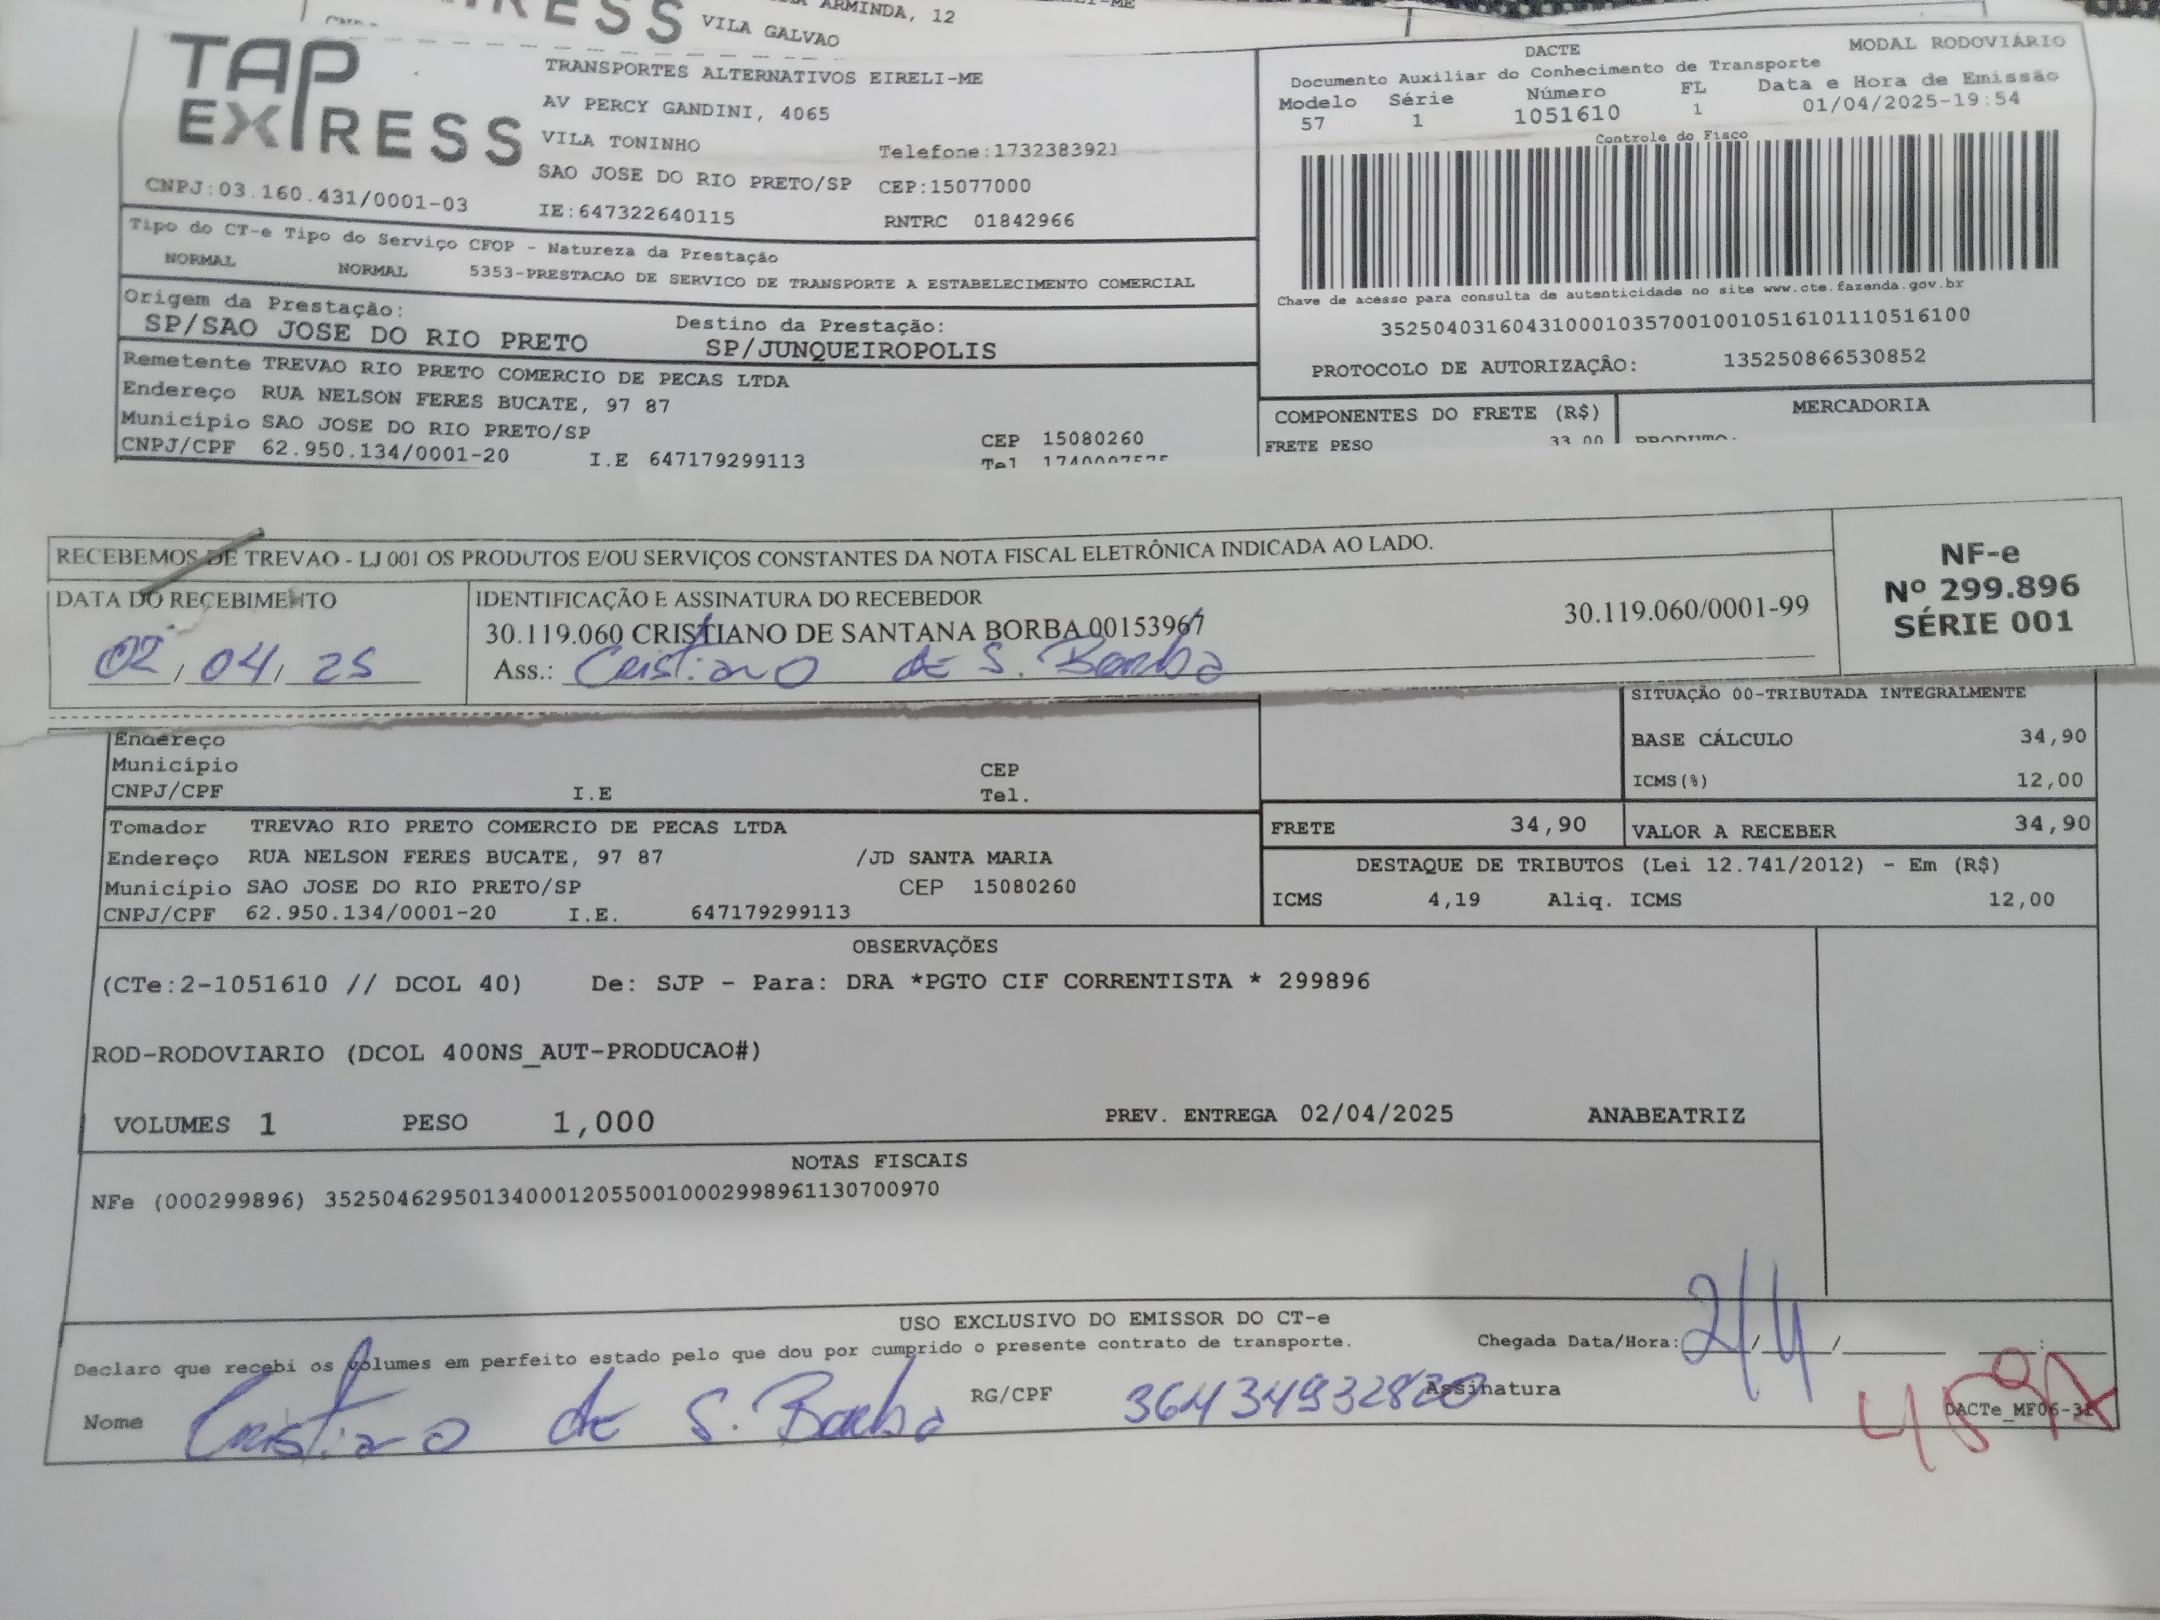 XPRESS
ARMINDA, 12
VILA GALVAO
TAP
EXPRESS
TRANSPORTES ALTERNATIVOS EIRELI-ME
AV PERCY GANDINI, 4065
VILA TONINHO
Telefone:1732383921
SAO JOSE DO RIO PRETO/SP CEP:15077000
CNPJ:03.160.431/0001-03
IE:647322640115
RNTRC 01842966
DACTE
MODAL RODOVIÁRIO
Documento Auxiliar do Conhecimento de Transporte
Modelo Série Número FL Data e Hora de Emissão
57 1 1051610 1 01/04/2025-19:54
Controle do Fisco
Chave de acesso para consulta de autenticidade no site www.cte.fazenda.gov.br
35250403160431000103570010010516101110516100
PROTOCOLO DE AUTORIZAÇÂO: 135250866530852
Tipo do CT-e Tipo do Serviço CFOP - Natureza da Prestação
NORMAL NORMAL 5353-PRESTACAO DE SERVICO DE TRANSPORTE A ESTABELECIMENTO COMERCIAL
Origem da Prestação:
SP/SAO JOSE DO RIO PRETO
Destino da Prestação:
SP/JUNQUEIROPOLIS
Remetente TREVAO RIO PRETO COMERCIO DE PECAS LTDA
Endereço RUA NELSON FERES BUCATE, 97 87
Município SAO JOSE DO RIO PRETO/SP
CEP 15080260
CNPJ/CPF 62.950.134/0001-20 I.E 647179299113
Tel
COMPONENTES DO FRETE (R$)
MERCADORIA
FRETE PESO 33,00
PRODUTO:
RECEBEMOS DE TREVAO - LJ 001 OS PRODUTOS E/OU SERVIÇOS CONSTANTES DA NOTA FISCAL ELETRÔNICA INDICADA AO LADO.
DATA DO RECEBIMENTO
02/04/25
IDENTIFICAÇÃO E ASSINATURA DO RECEBEDOR
30.119.060 CRISTIANO DE SANTANA BORBA 00153967
30.119.060/0001-99
Ass.: Cristiano de S. Borba
NF-e
Nº 299.896
SÉRIE 001
SITUAÇÃO 00-TRIBUTADA INTEGRALMENTE
BASE CÁLCULO 34,90
ICMS(%) 12,00
Endereço
Município CEP
CNPJ/CPF I.E Tel.
Tomador TREVAO RIO PRETO COMERCIO DE PECAS LTDA
Endereço RUA NELSON FERES BUCATE, 97 87 /JD SANTA MARIA
Município SAO JOSE DO RIO PRETO/SP CEP 15080260
CNPJ/CPF 62.950.134/0001-20 I.E. 647179299113
FRETE 34,90 VALOR A RECEBER 34,90
DESTAQUE DE TRIBUTOS (Lei 12.741/2012) - Em (R$)
ICMS 4,19 Aliq. ICMS 12,00
OBSERVAÇÕES
(CTe:2-1051610 // DCOL 40) De: SJP - Para: DRA *PGTO CIF CORRENTISTA * 299896
ROD-RODOVIARIO (DCOL 400NS_AUT-PRODUCAO#)
VOLUMES 1 PESO 1,000 PREV. ENTREGA 02/04/2025 ANABEATRIZ
NOTAS FISCAIS
NFe (000299896) 35250462950134000120550010002998961130700970
USO EXCLUSIVO DO EMISSOR DO CT-e
Declaro que recebi os volumes em perfeito estado pelo que dou por cumprido o presente contrato de transporte.
Chegada Data/Hora: 2/4
Nome Cristiano de S. Borba RG/CPF 36434932820 Assinatura
DACTe_MF06-31